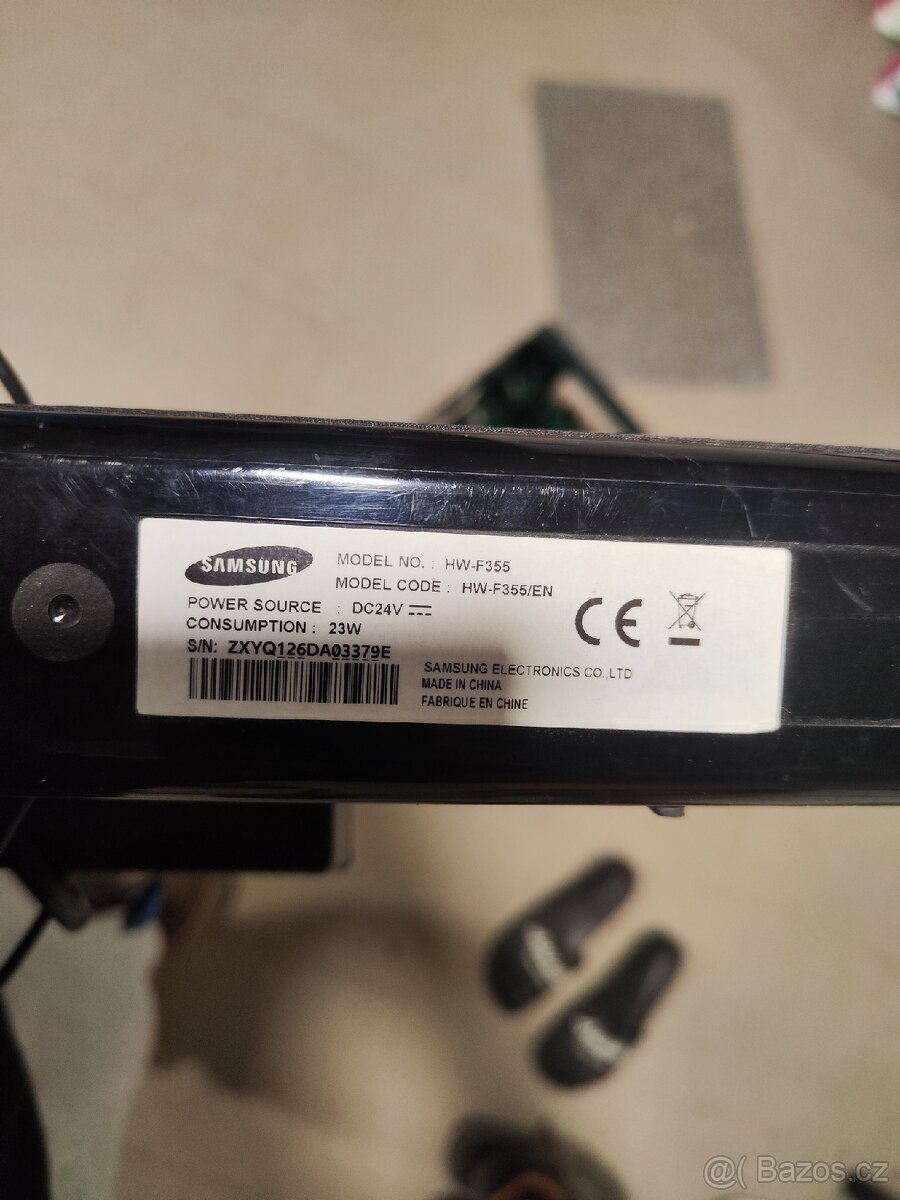 SAMSUNG
MODEL NO. : HW-F355
MODEL CODE : HW-F355/EN
POWER SOURCE : DC24V
CONSUMPTION : 23W
S/N: ZXYQ126DA03379E
SAMSUNG ELECTRONICS CO.,LTD
MADE IN CHINA
FABRIQUE EN CHINE
CE
@( Bazos.cz